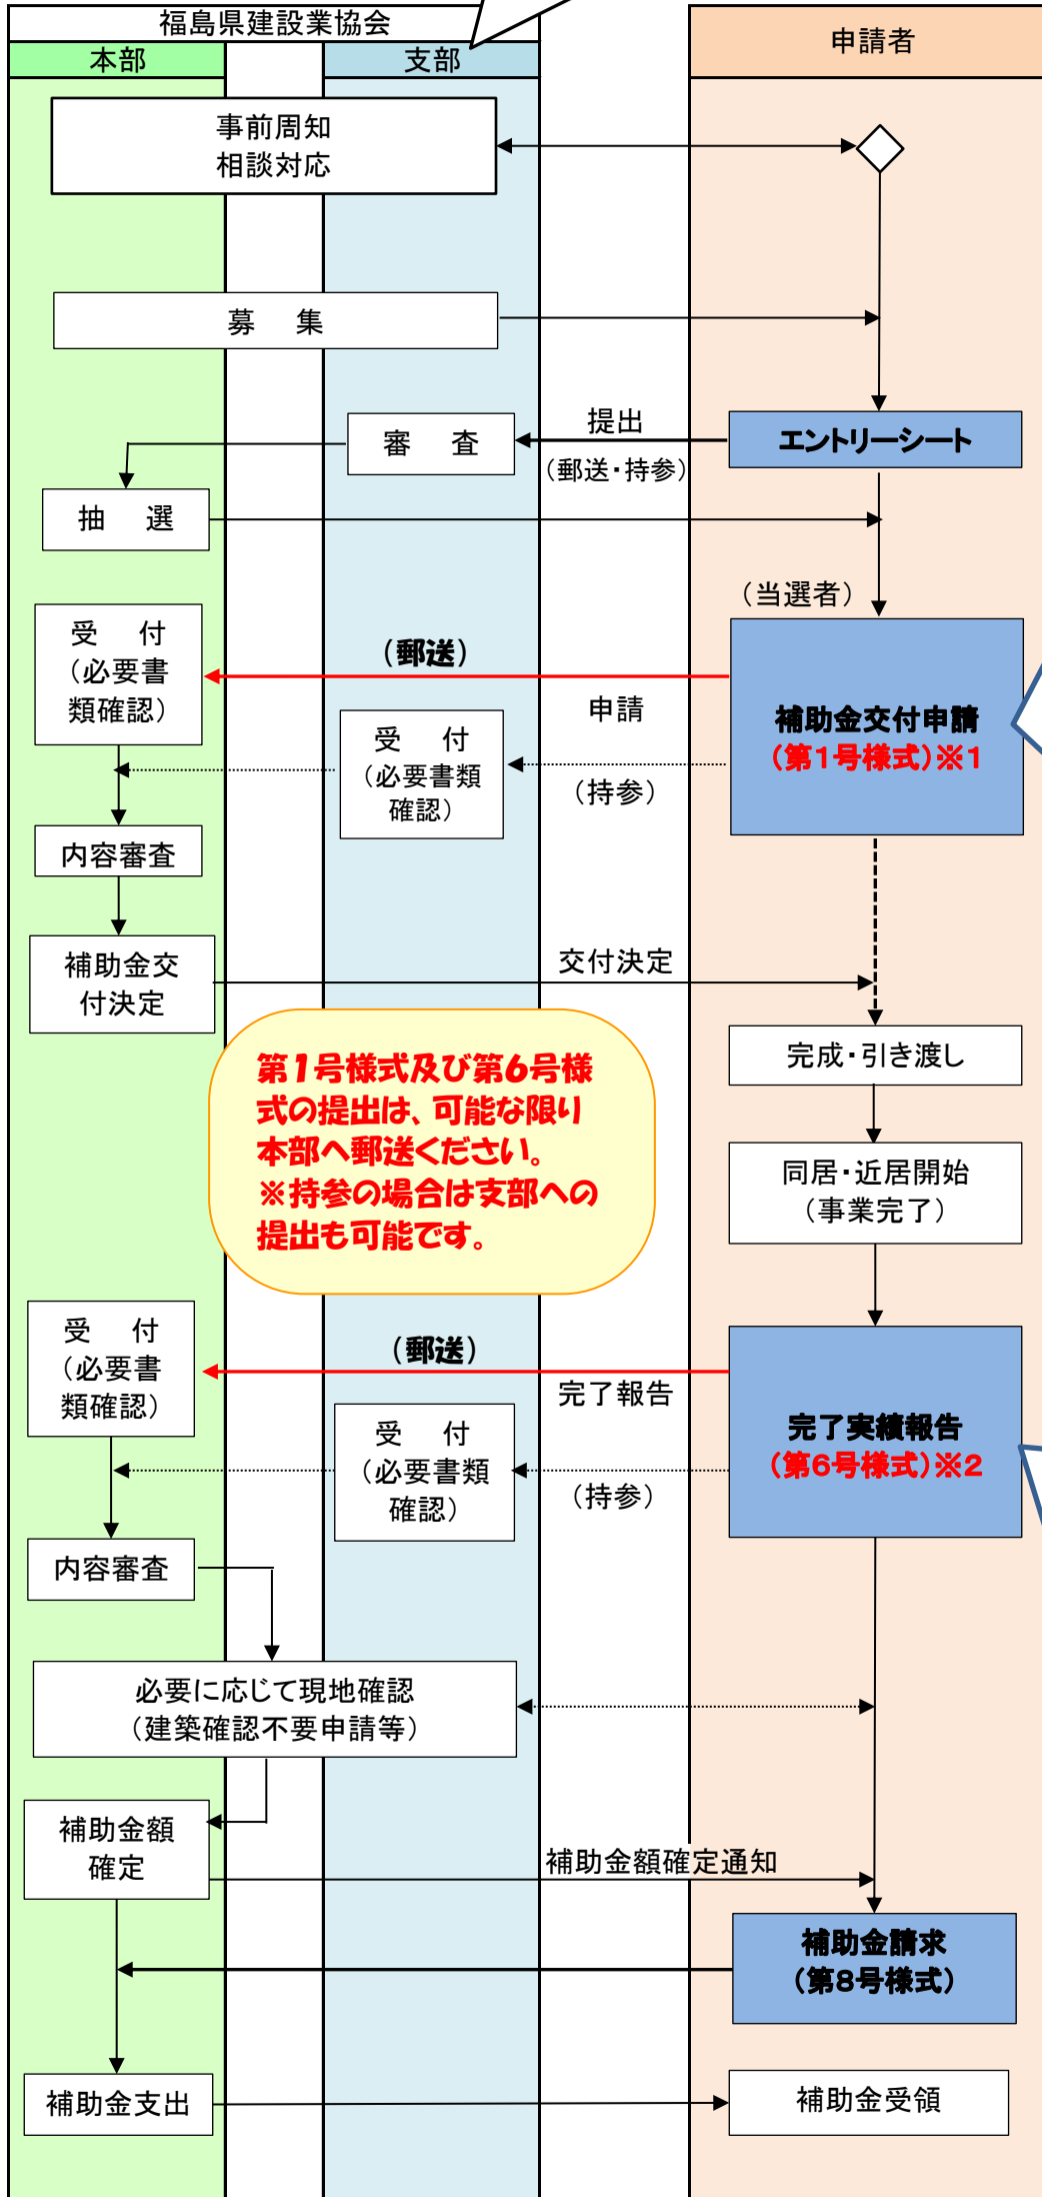 福島県建設業協会
本部
支部
申請者
事前周知
相談対応
募　集
エントリーシート
提出
（郵送・持参）
審　査
抽　選
（当選者）
補助金交付申請
（第1号様式）※1
（郵送）
申請
（持参）
受　付
（必要書
類確認）
受　付
（必要書類
確認）
内容審査
補助金交
付決定
交付決定
完成・引き渡し
第1号様式及び第6号様
式の提出は、可能な限り
本部へ郵送ください。
※持参の場合は支部への
提出も可能です。
同居・近居開始
（事業完了）
完了実績報告
（第6号様式）※2
（郵送）
完了報告
（持参）
受　付
（必要書
類確認）
受　付
（必要書類
確認）
内容審査
必要に応じて現地確認
（建築確認不要申請等）
補助金額
確定
補助金額確定通知
補助金請求
（第8号様式）
補助金支出
補助金受領